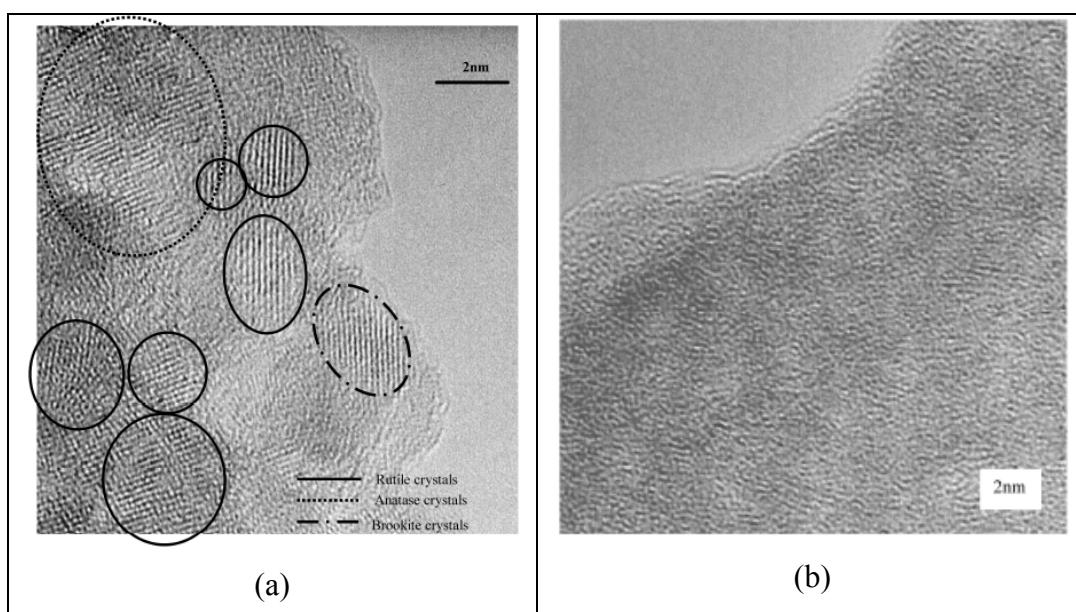 2nm
Rutile crystals
Anatase crystals
Brookite crystals
2nm
(a)
(b)